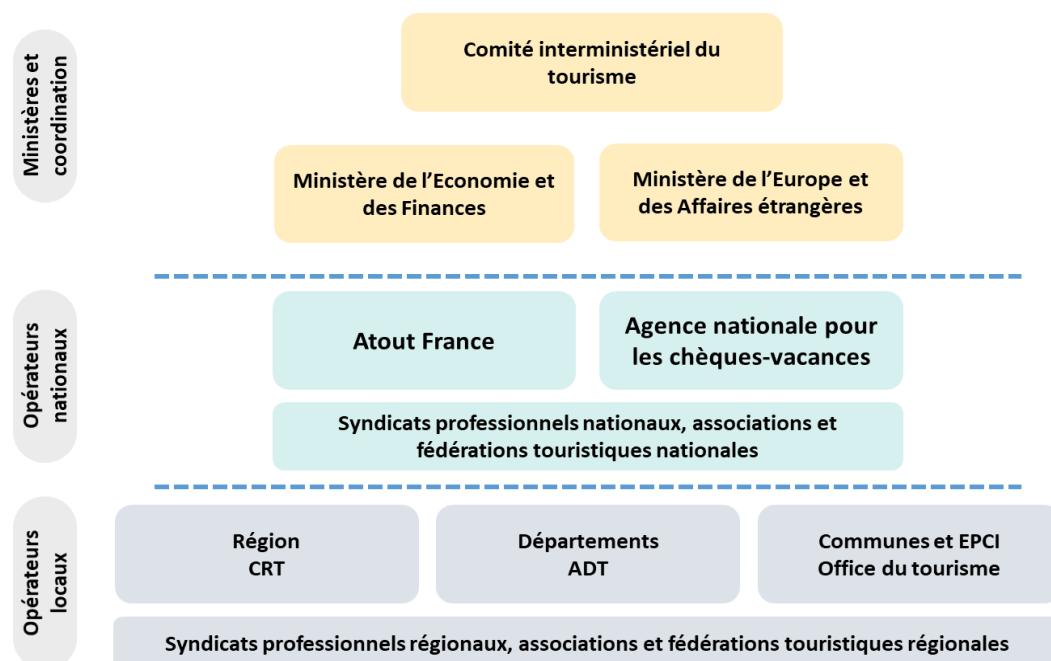 Ministères et
coordination
Comité interministériel du
tourisme
Ministère de l’Economie et
des Finances
Ministère de l’Europe et
des Affaires étrangères
Opérateurs
nationaux
Atout France
Agence nationale pour
les chèques-vacances
Syndicats professionnels nationaux, associations et
fédérations touristiques nationales
Opérateurs
locaux
Région
CRT
Départements
ADT
Communes et EPCI
Office du tourisme
Syndicats professionnels régionaux, associations et fédérations touristiques régionales